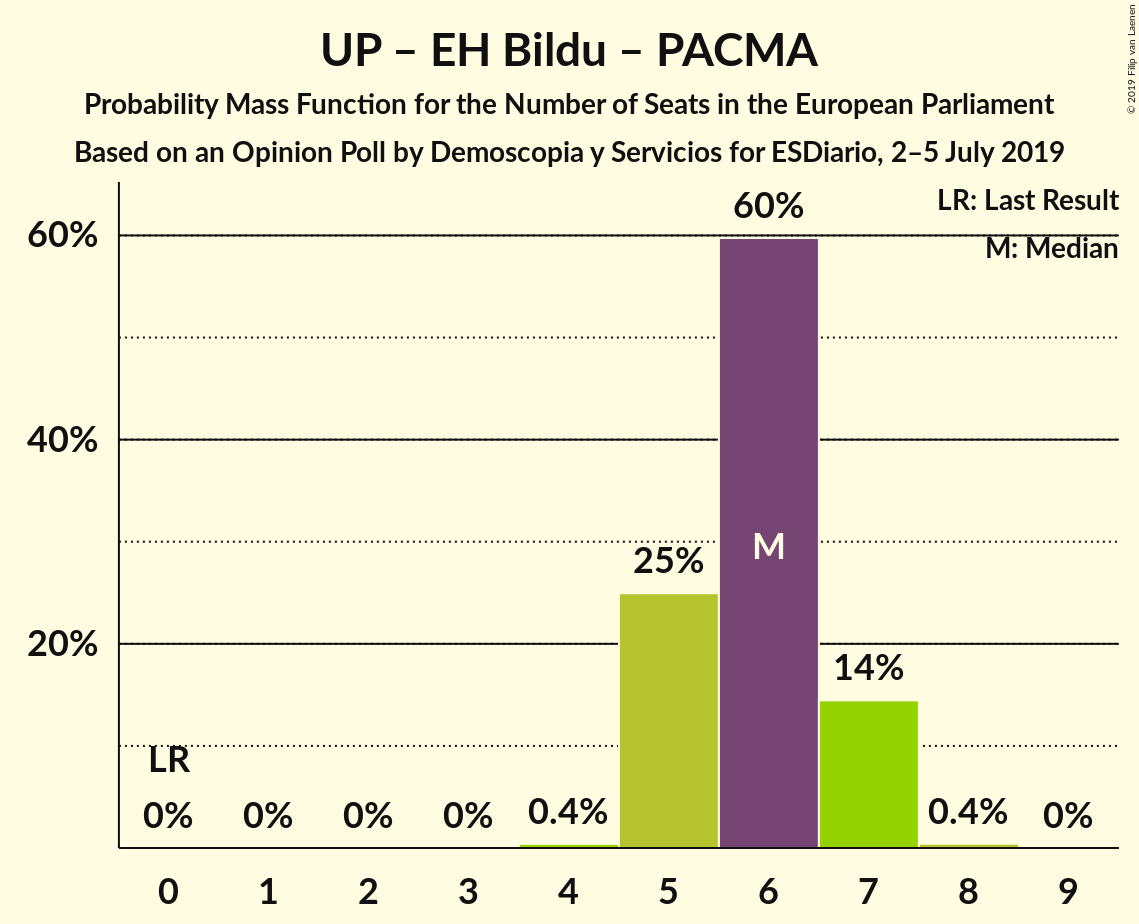 UP – EH Bildu – PACMA
Probability Mass Function for the Number of Seats in the European Parliament
Based on an Opinion Poll by Demoscopia y Servicios for ESDiario, 2–5 July 2019
© 2019 Filip van Laenen
LR: Last Result
M: Median
60%
40%
20%
LR
0%
0%
0%
0%
0.4%
25%
60%
M
14%
0.4%
0%
0 1 2 3 4 5 6 7 8 9